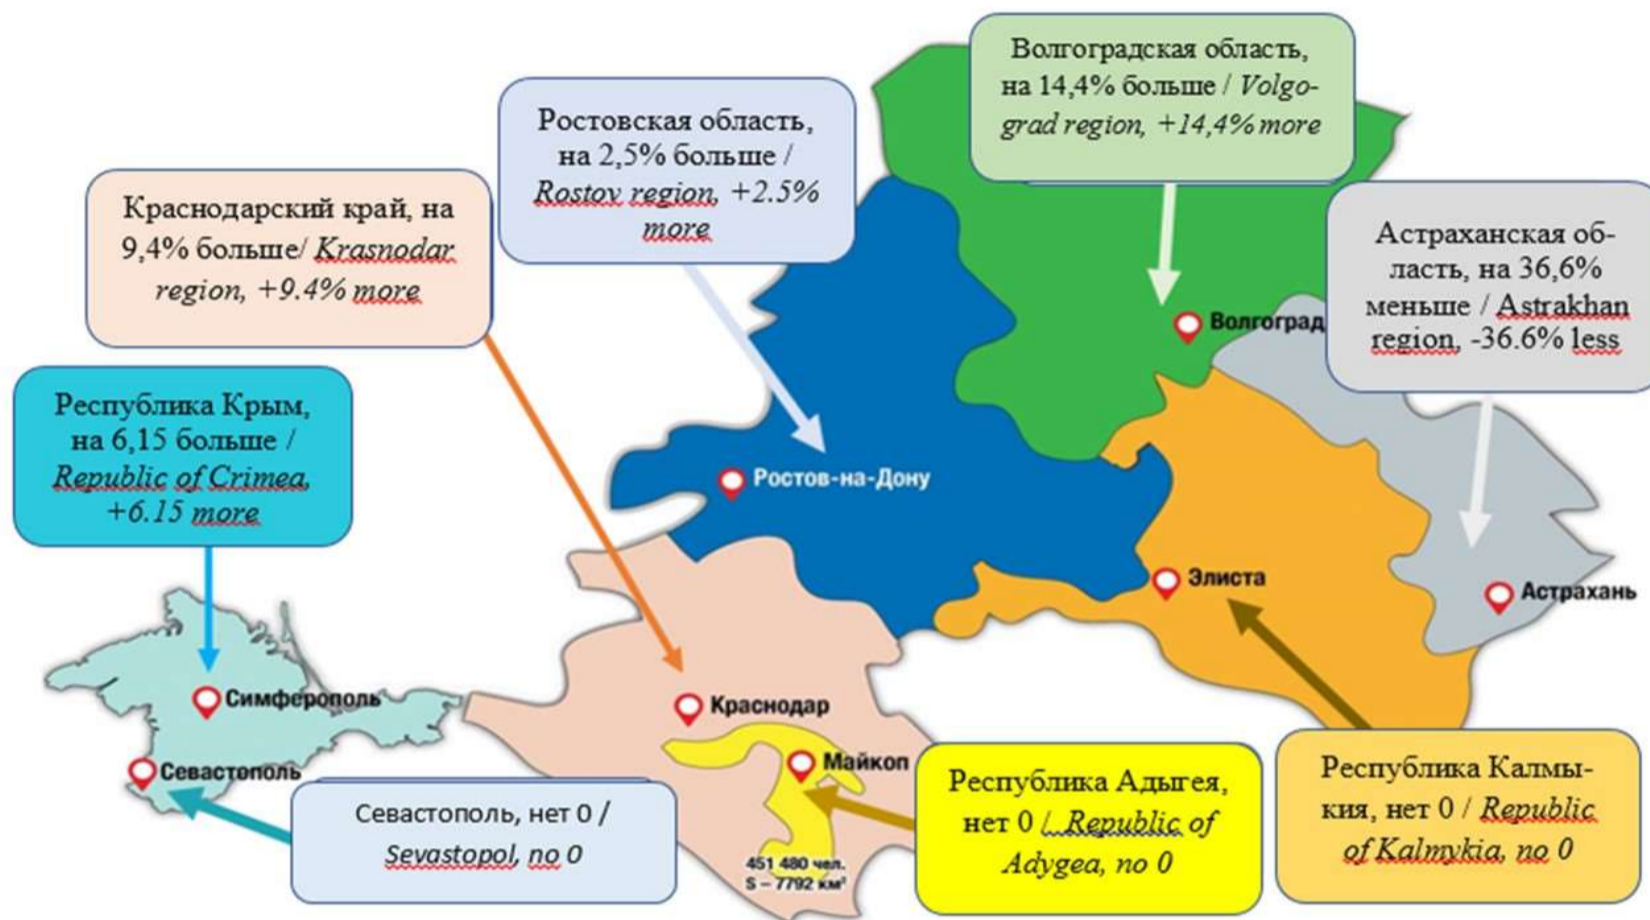 Волгоградская область,
на 14,4% больше / Volgo-
grad region, +14,4% more
Ростовская область,
на 2,5% больше /
Rostov region, +2.5%
more
Краснодарский край, на
9,4% больше/ Krasnodar
region, +9.4% more
Астраханская об-
ласть, на 36,6%
меньше / Astrakhan
region, -36.6% less
Республика Крым,
на 6,15 больше /
Republic of Crimea,
+6.15 more
Волгоград
Ростов-на-Дону
Элиста
Астрахань
Симферополь
Краснодар
Севастополь
Майкоп
Севастополь, нет 0 /
Sevastopol, no 0
451 480 чел.
S – 7792 км²
Республика Адыгея,
нет 0 / Republic of
Adygea, no 0
Республика Калмы-
кия, нет 0 / Republic
of Kalmykia, no 0